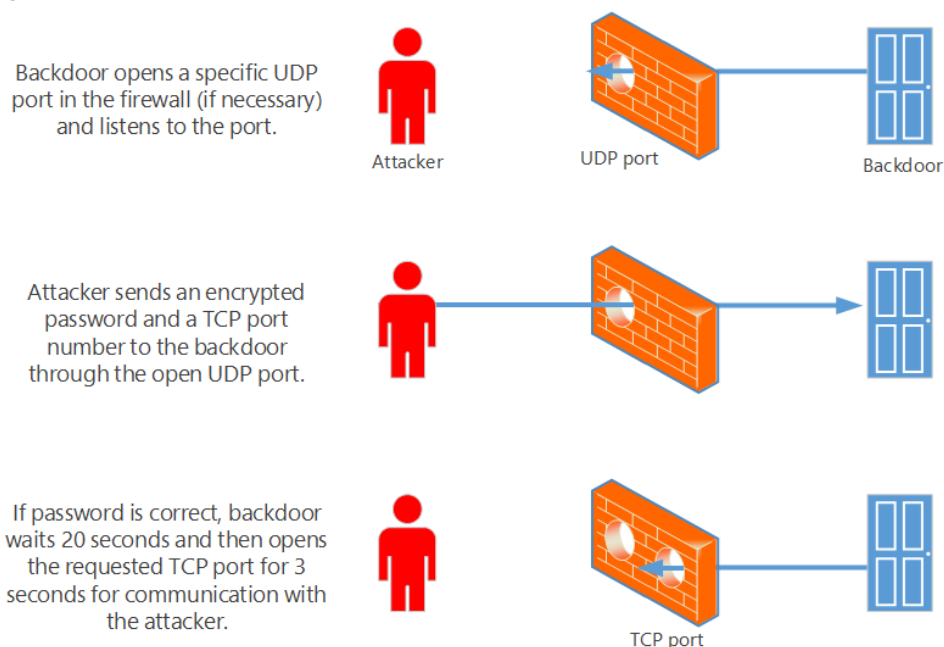 Backdoor opens a specific UDP
port in the firewall (if necessary)
and listens to the port.
Attacker
UDP port
Backdoor
Attacker sends an encrypted
password and a TCP port
number to the backdoor
through the open UDP port.
If password is correct, backdoor
waits 20 seconds and then opens
the requested TCP port for 3
seconds for communication with
the attacker.
TCP port